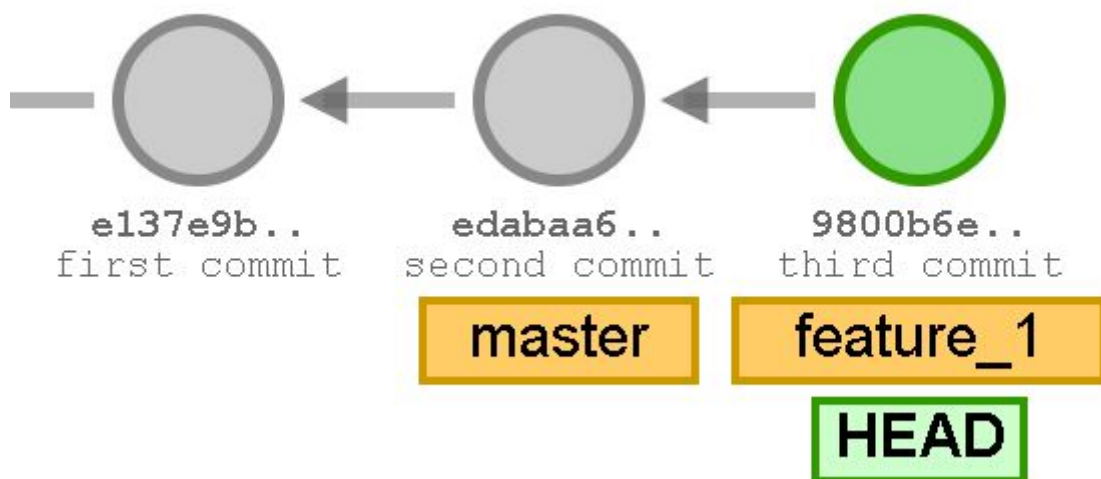 e137e9b..
first commit
edabaa6..
second commit
9800b6e..
third commit
master
feature_1
HEAD